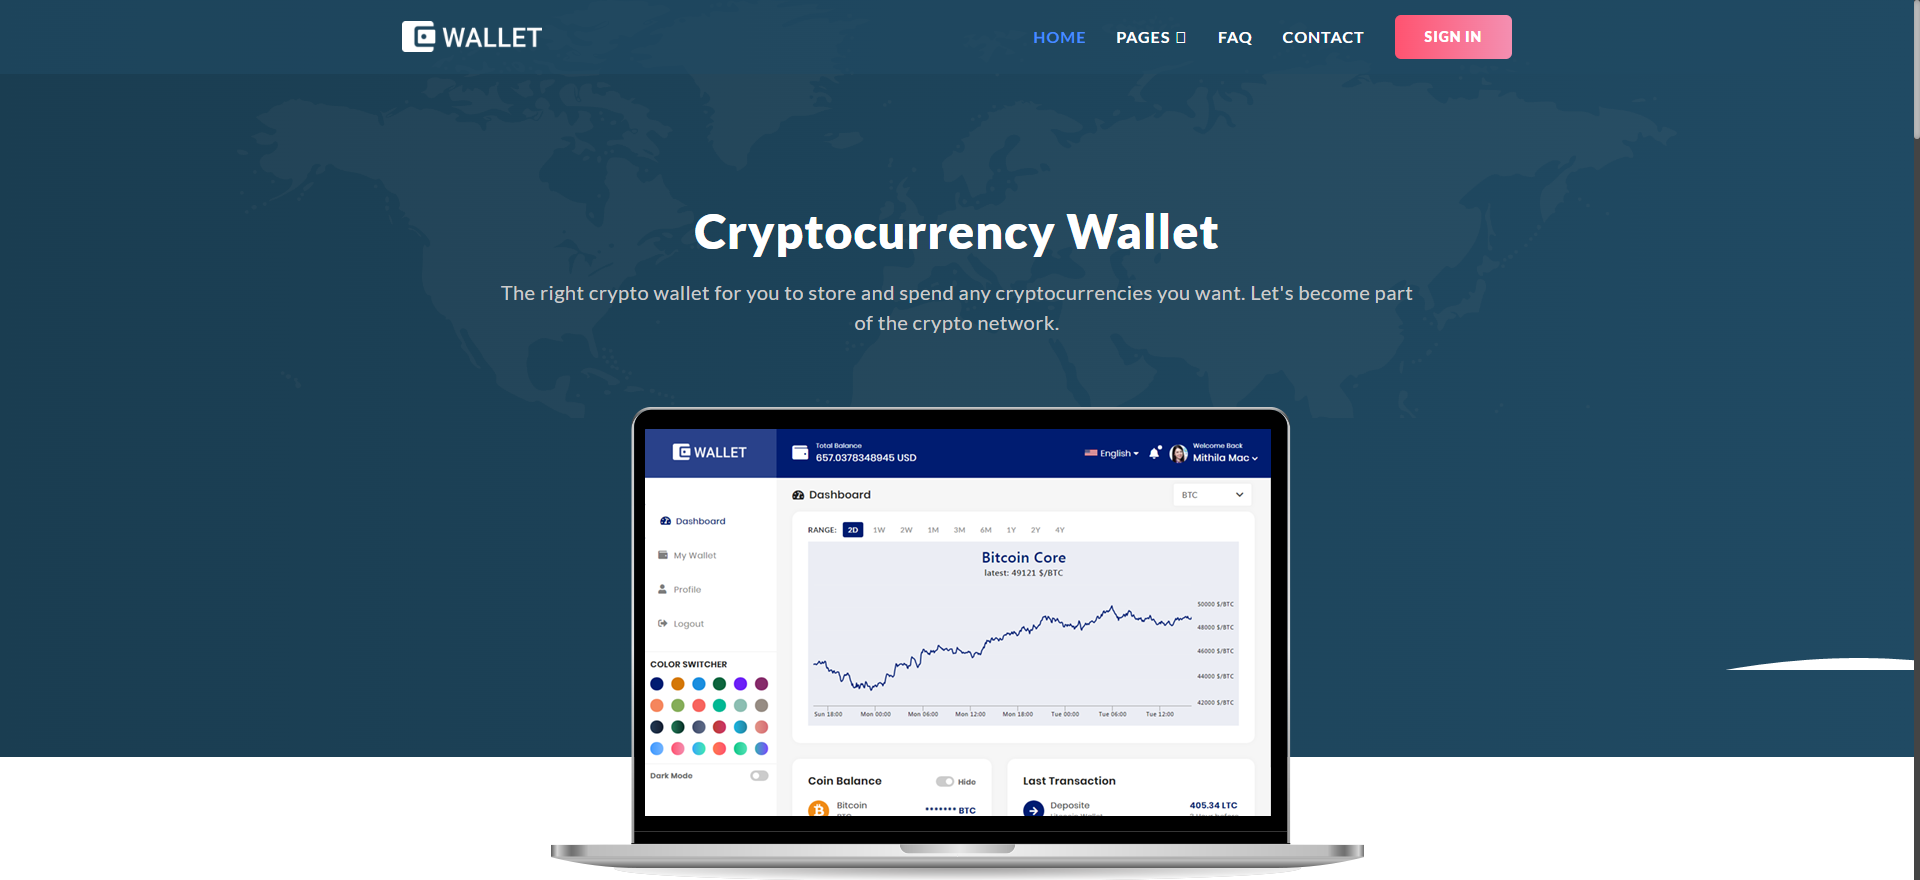 WALLET
HOME
PAGES
FAQ
CONTACT
SIGN IN
Cryptocurrency Wallet
The right crypto wallet for you to store and spend any cryptocurrencies you want. Let's become part
of the crypto network.
WALLET
Total Balance
657.0378348945 USD
English
Welcome Back
Mithila Mac
Dashboard
BTC
Dashboard
My Wallet
Profile
Logout
COLOR SWITCHER
Dark Mode
RANGE: 2D 1W 2W 1M 3M 6M 1Y 2Y 4Y
Bitcoin Core
latest: 49121 $/BTC
50000 $/BTC
48000 $/BTC
46000 $/BTC
44000 $/BTC
42000 $/BTC
Sun 18:00 Mon 00:00 Mon 06:00 Mon 12:00 Mon 18:00 Tue 00:00 Tue 06:00 Tue 12:00
Coin Balance
Hide
Bitcoin
******* BTC
Last Transaction
Deposite
405.34 LTC